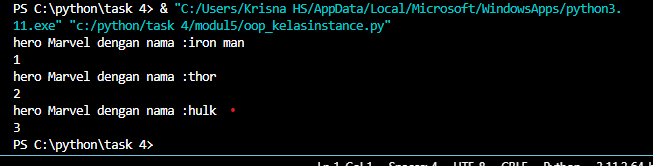 PS C:\python\task 4> & "C:/Users/Krisna HS/AppData/Local/Microsoft/WindowsApps/python3.
11.exe" "c:/python/task 4/modul5/oop_kelasinstance.py"
hero Marvel dengan nama :iron man
1
hero Marvel dengan nama :thor
2
hero Marvel dengan nama :hulk
3
PS C:\python\task 4>